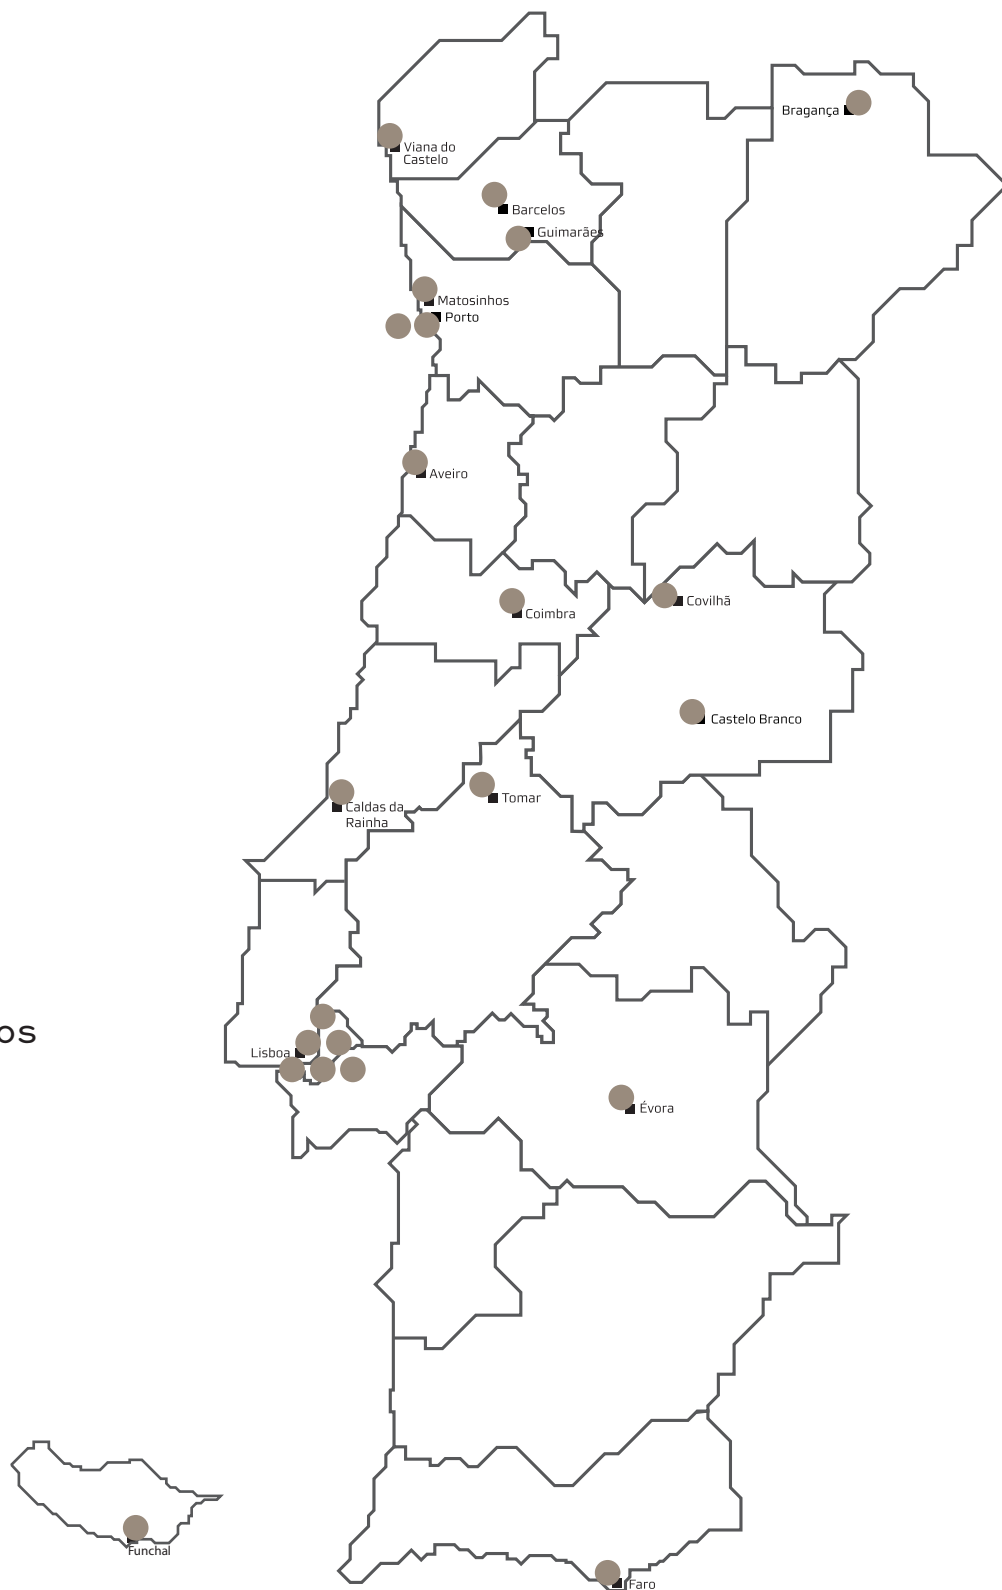 Bragança
Viana do
Castelo
Barcelos
Guimarães
Matosinhos
Porto
Aveiro
Coimbra
Covilhã
Castelo Branco
Tomar
Caldas da
Rainha
os
Lisboa
Évora
Funchal
Faro